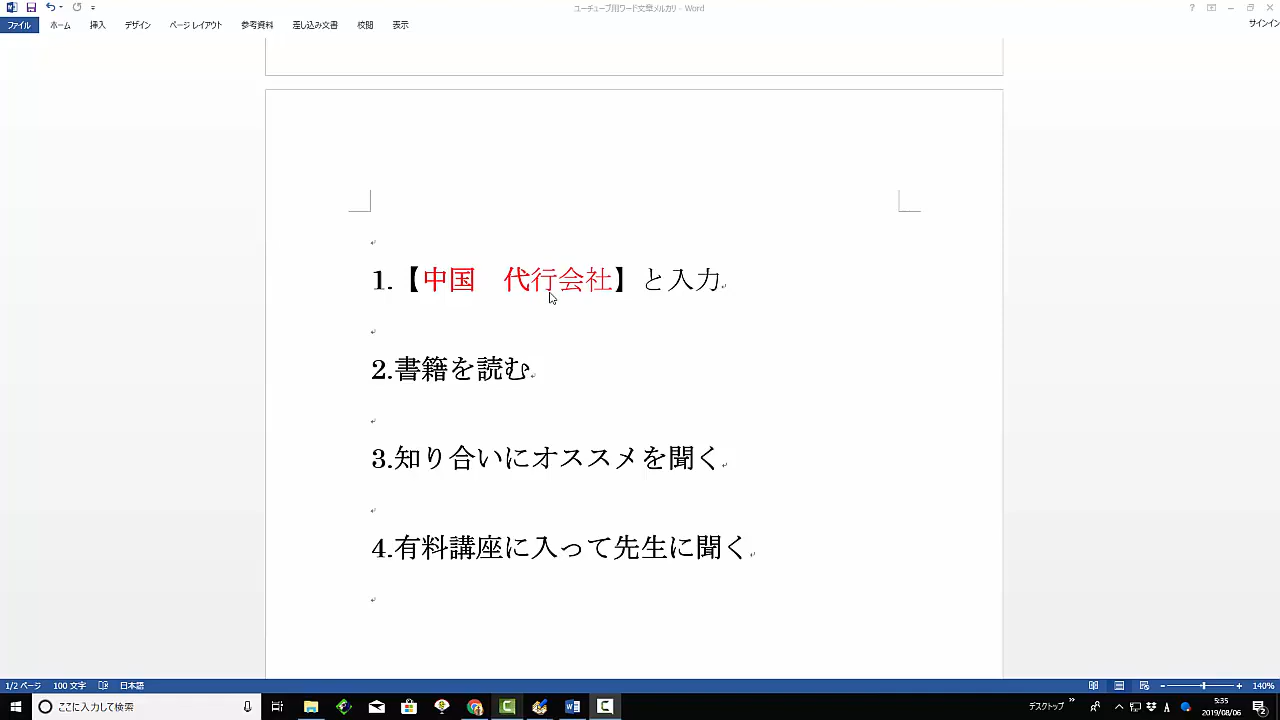 ユーチューブ用ワード文章メルカリ - Word
ファイル ホーム 挿入 デザイン ページ レイアウト 参考資料 差し込み文書 校閲 表示 サインイン
1.【中国　代行会社】と入力
2.書籍を読む
3.知り合いにオススメを聞く
4.有料講座に入って先生に聞く
1/2 ページ 100 文字 日本語 140%
ここに入力して検索 デスクトップ A 5:35
2019/08/06